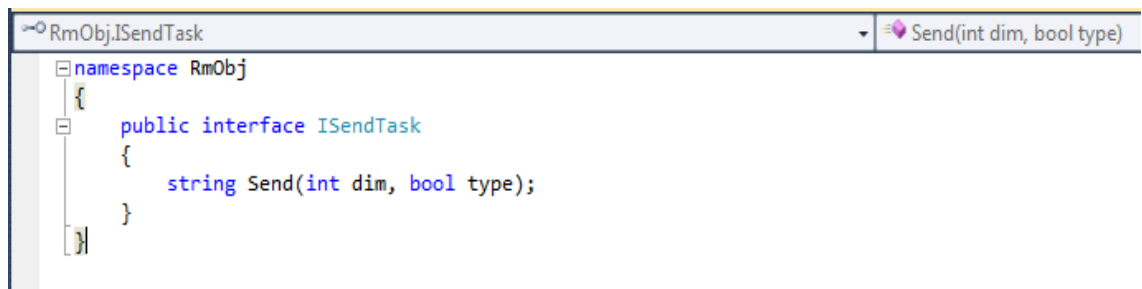 RmObj.ISendTask
Send(int dim, bool type)
namespace RmObj
{
public interface ISendTask
{
string Send(int dim, bool type);
}
}